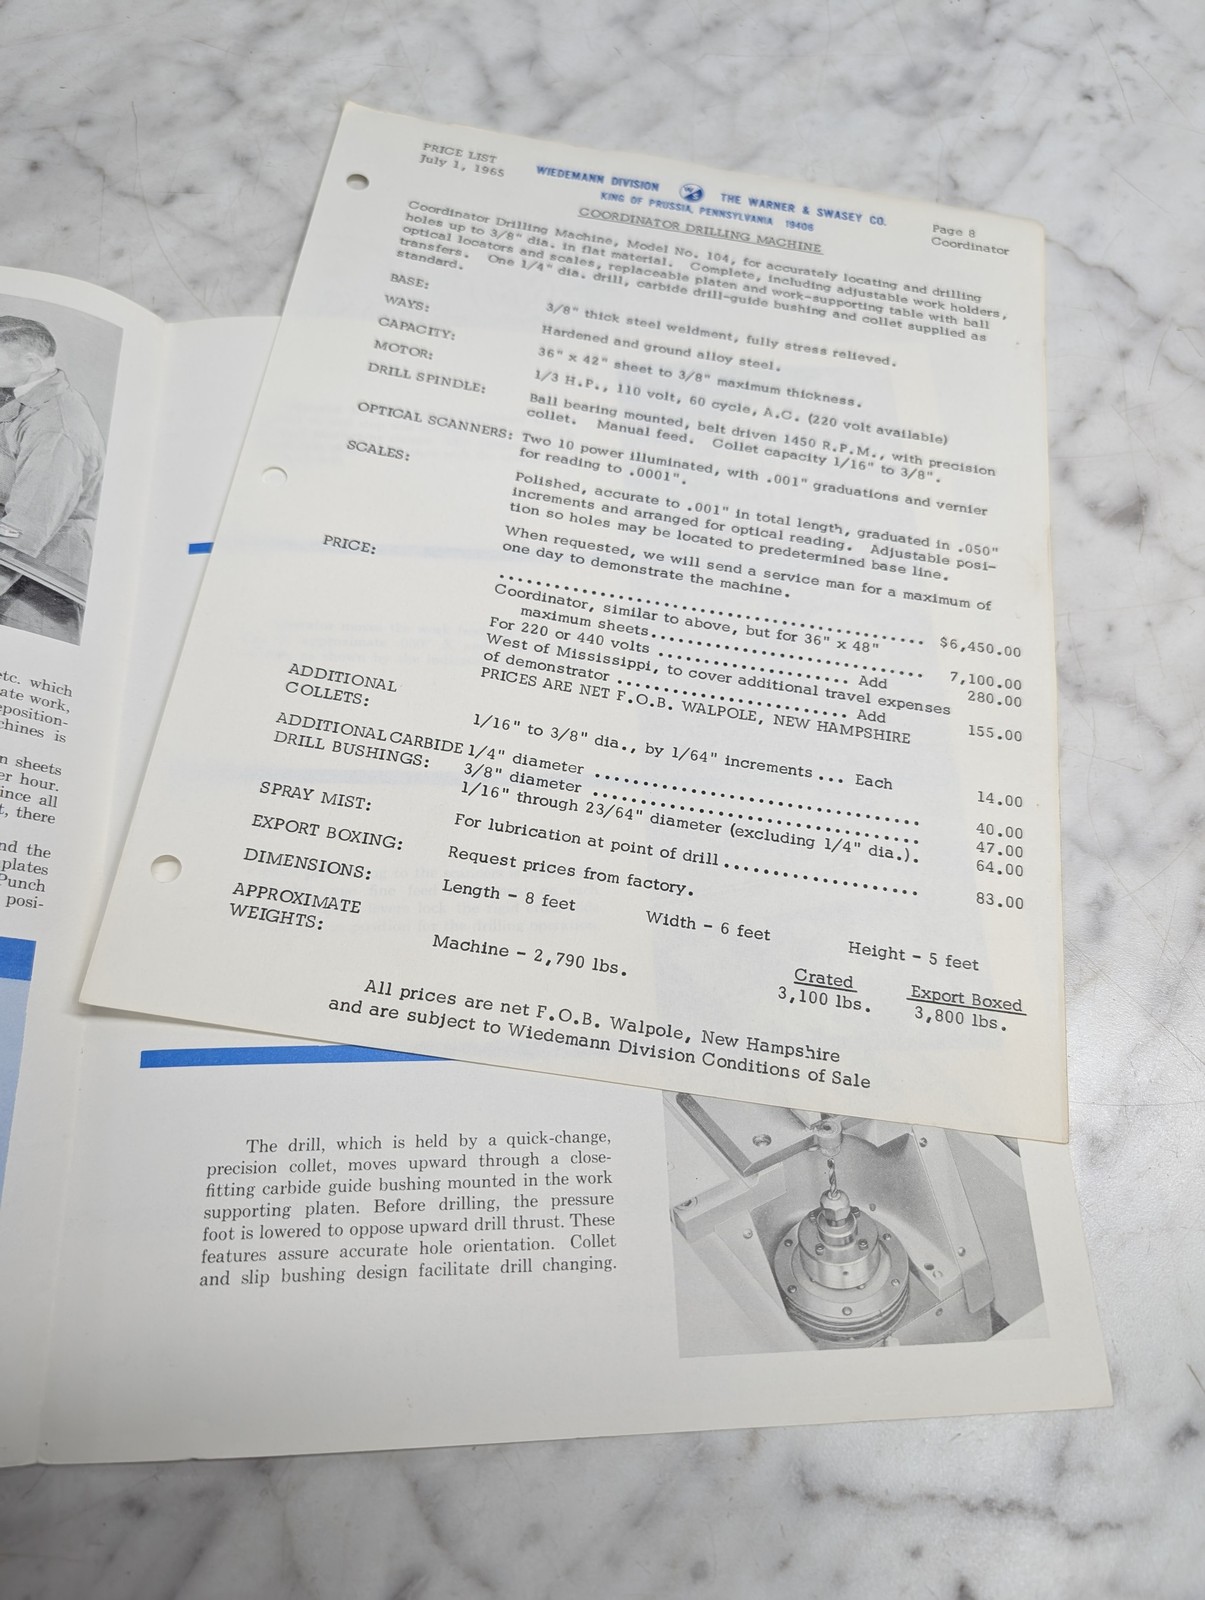 PRICE LIST
July 1, 1965
WIEDEMANN DIVISION THE WARNER & SWASEY CO.
KING OF PRUSSIA, PENNSYLVANIA 19406
Page 8
Coordinator
COORDINATOR DRILLING MACHINE
Coordinator Drilling Machine, Model No. 104, for accurately locating and drilling
holes up to 3/8" dia. in flat material. Complete, including adjustable work holders,
optical locators and scales, replaceable platen and work-supporting table with ball
transfers. One 1/4" dia. drill, carbide drill-guide bushing and collet supplied as
standard.
BASE: 3/8" thick steel weldment, fully stress relieved.
WAYS: Hardened and ground alloy steel.
CAPACITY: 36" x 42" sheet to 3/8" maximum thickness.
MOTOR: 1/3 H.P., 110 volt, 60 cycle, A.C. (220 volt available)
DRILL SPINDLE: Ball bearing mounted, belt driven 1450 R.P.M., with precision
collet. Manual feed. Collet capacity 1/16" to 3/8".
OPTICAL SCANNERS: Two 10 power illuminated, with .001" graduations and vernier
for reading to .0001".
SCALES: Polished, accurate to .001" in total length, graduated in .050"
increments and arranged for optical reading. Adjustable posi-
tion so holes may be located to predetermined base line.
When requested, we will send a service man for a maximum of
one day to demonstrate the machine.
PRICE: ........................................ $6,450.00
Coordinator, similar to above, but for 36" x 48"
maximum sheets........................... 7,100.00
For 220 or 440 volts ..................... Add 280.00
West of Mississippi, to cover additional travel expenses
of demonstrator ....................... Add 155.00
PRICES ARE NET F.O.B. WALPOLE, NEW HAMPSHIRE
ADDITIONAL
COLLETS: 1/16" to 3/8" dia., by 1/64" increments ... Each 14.00
ADDITIONAL CARBIDE 1/4" diameter ................................ 40.00
DRILL BUSHINGS: 3/8" diameter ................................ 47.00
1/16" through 23/64" diameter (excluding 1/4" dia.). 64.00
SPRAY MIST: For lubrication at point of drill................... 83.00
EXPORT BOXING: Request prices from factory.
DIMENSIONS: Length - 8 feet Width - 6 feet Height - 5 feet
APPROXIMATE
WEIGHTS: Machine - 2,790 lbs. Crated Export Boxed
3,100 lbs. 3,800 lbs.
All prices are net F.O.B. Walpole, New Hampshire
and are subject to Wiedemann Division Conditions of Sale
etc. which
ate work,
eposition-
chines is
n sheets
er hour.
ince all
t, there
nd the
plates
Punch
posi-
The drill, which is held by a quick-change,
precision collet, moves upward through a close-
fitting carbide guide bushing mounted in the work
supporting platen. Before drilling, the pressure
foot is lowered to oppose upward drill thrust. These
features assure accurate hole orientation. Collet
and slip bushing design facilitate drill changing.